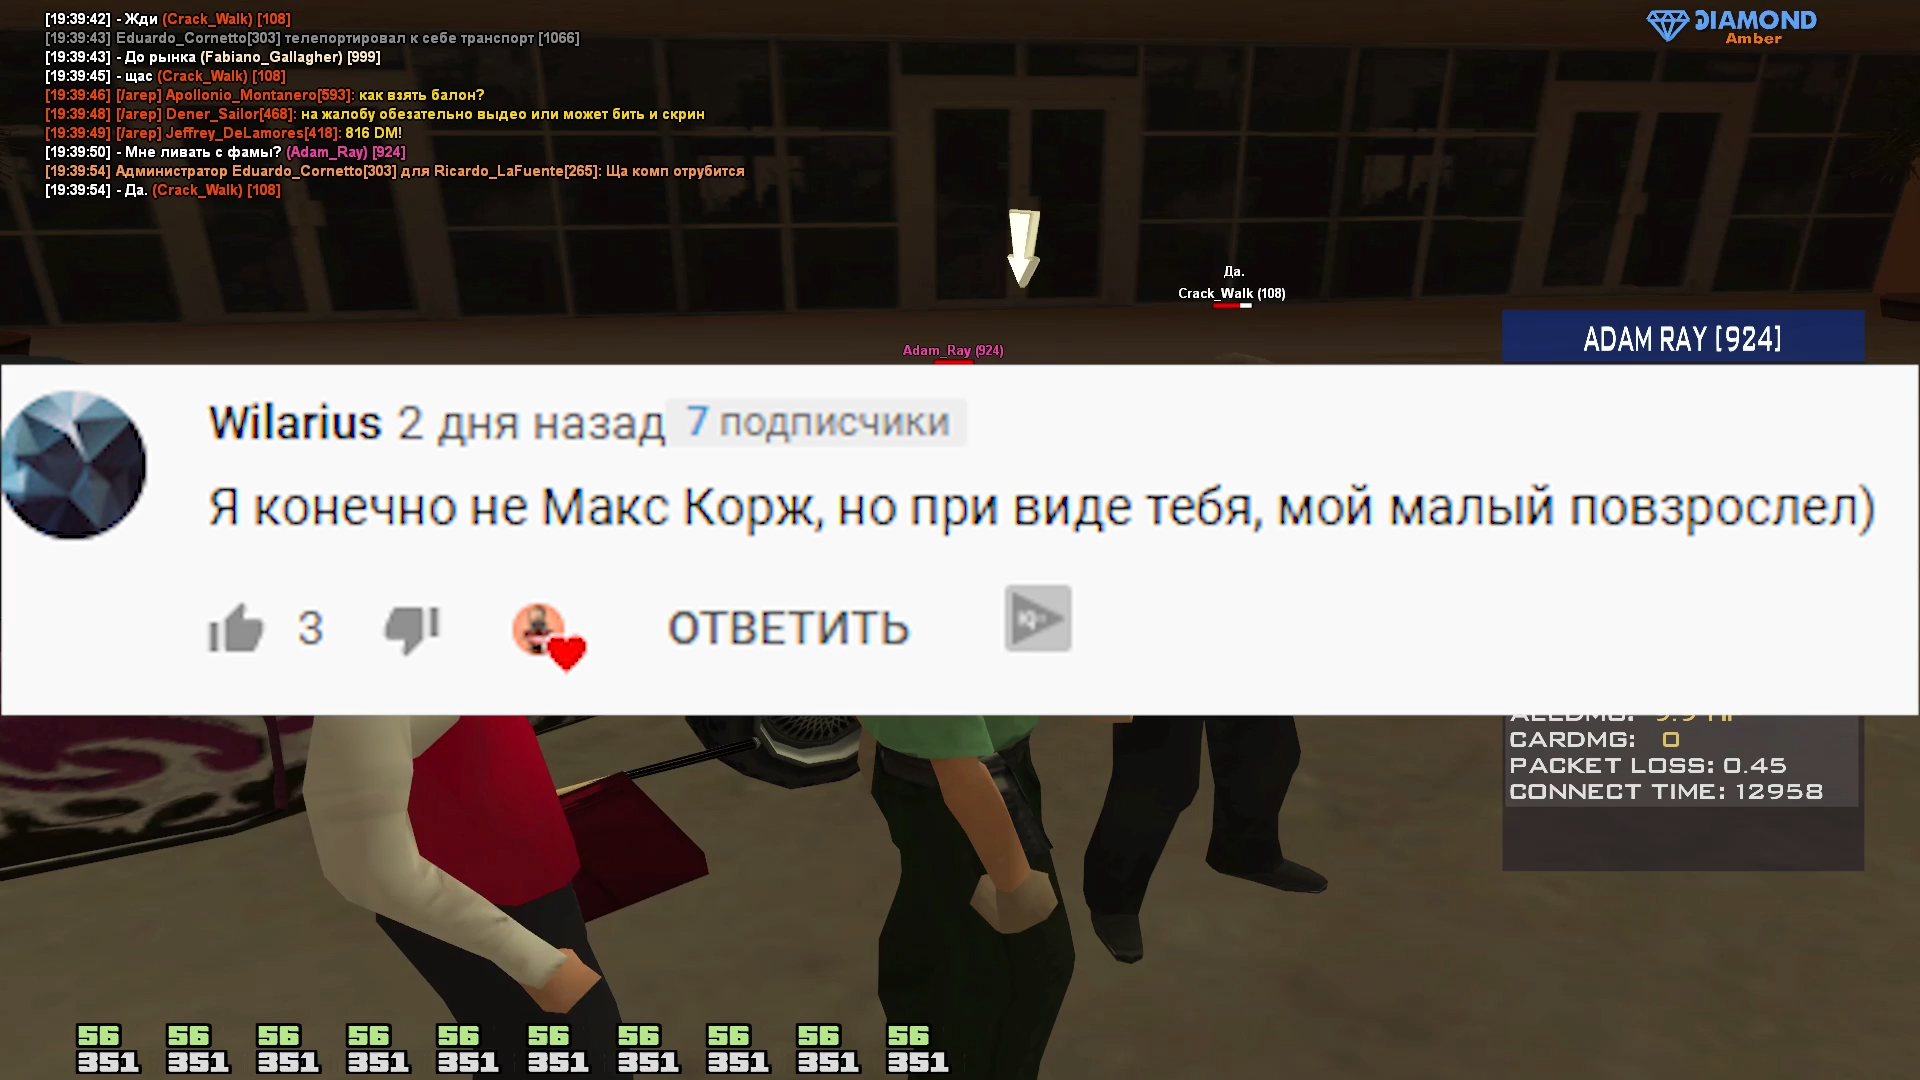 [19:39:42] - Жди (Crack_Walk) [108]
[19:39:43] Eduardo_Cornetto[303] телепортировал к себе транспорт [1066]
[19:39:43] - До рынка (Fabiano_Gallagher) [999]
[19:39:45] - щас (Crack_Walk) [108]
[19:39:46] [/arep] Apollonio_Montanero[593]: как взять балон?
[19:39:48] [/arep] Dener_Sailor[468]: на жалобу обезательно выдео или может бить и скрин
[19:39:49] [/arep] Jeffrey_DeLamores[418]: 816 DM!
[19:39:50] - Мне ливать с фамы? (Adam_Ray) [924]
[19:39:54] Администратор Eduardo_Cornetto[303] для Ricardo_LaFuente[265]: Ща комп отрубится
[19:39:54] - Да. (Crack_Walk) [108]
DIAMOND
Amber
Да.
Crack_Walk (108)
Adam_Ray (924)
ADAM RAY [924]
Wilarius 2 дня назад 7 подписчики
Я конечно не Макс Корж, но при виде тебя, мой малый повзрослел)
3 ОТВЕТИТЬ
CARDMG: 0
PACKET LOSS: 0.45
CONNECT TIME: 12958
56 56 56 56 56 56 56 56 56 56
351 351 351 351 351 351 351 351 351 351